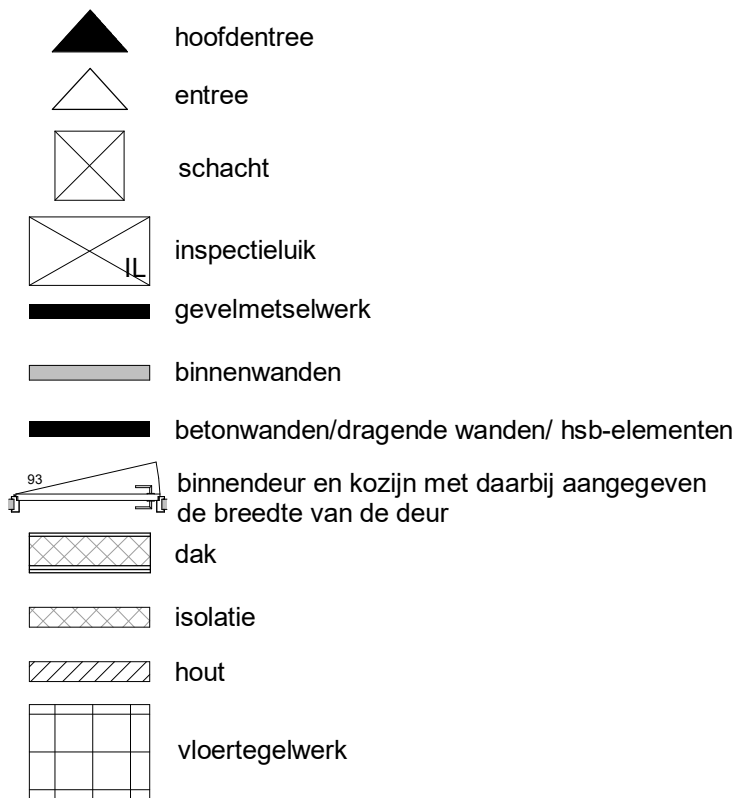 hoofdentree
entree
schacht
IL
inspectieluik
gevelmetselwerk
binnenwanden
betonwanden/dragende wanden/ hsb-elementen
93
binnendeur en kozijn met daarbij aangegeven
de breedte van de deur
dak
isolatie
hout
vloertegelwerk